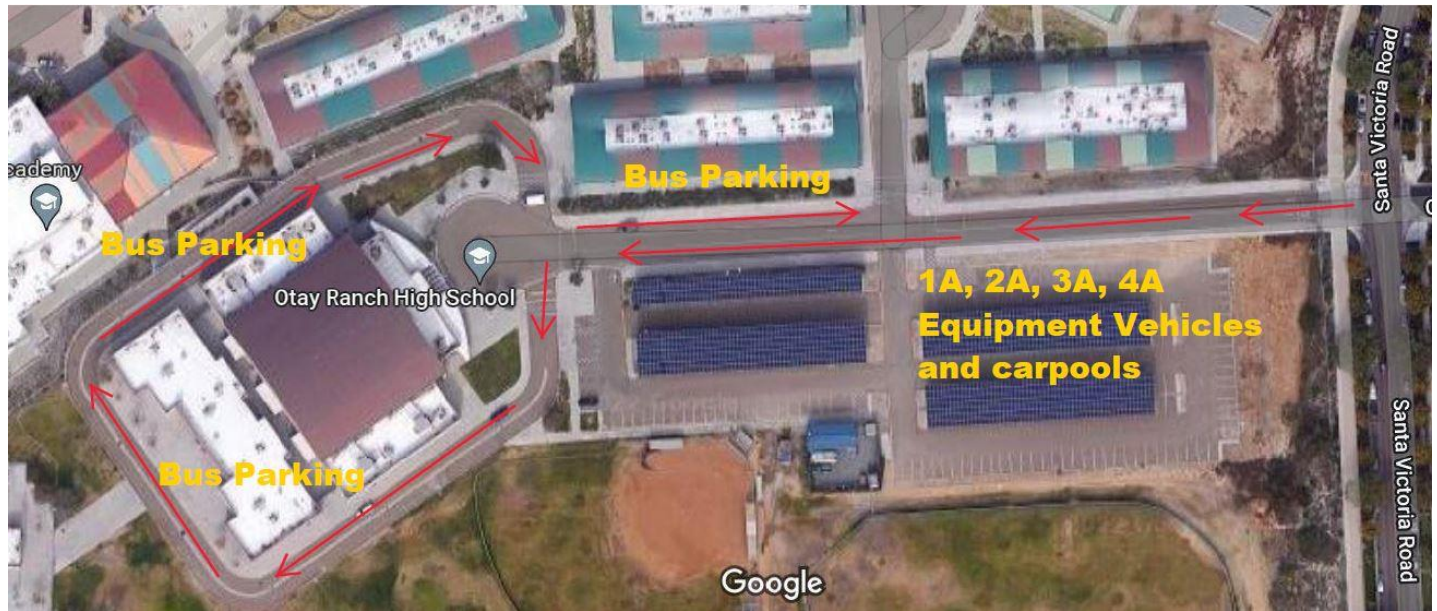 Santa Victoria Road
cademy
Bus Parking
Bus Parking
Otay Ranch High School
1A, 2A, 3A, 4A
Equipment Vehicles
and carpools
Bus Parking
Santa Victoria Road
Google